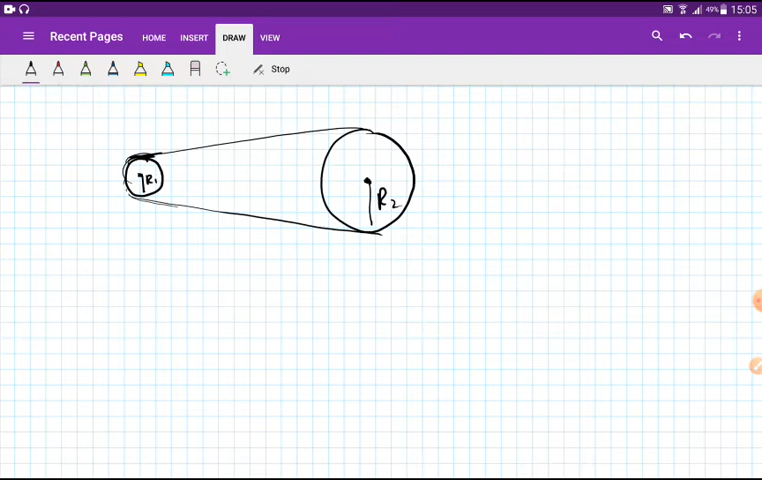 49% 15:05
Recent Pages HOME INSERT DRAW VIEW
Stop
R1
R2